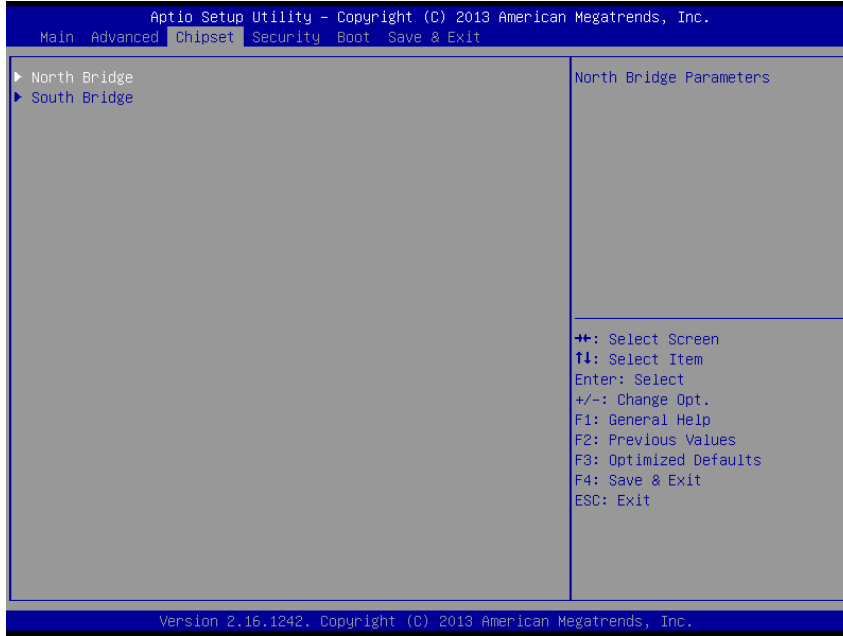 Aptio Setup Utility – Copyright (C) 2013 American Megatrends, Inc.
Main Advanced Chipset Security Boot Save & Exit
▶ North Bridge
▶ South Bridge
North Bridge Parameters
→←: Select Screen
↑↓: Select Item
Enter: Select
+/-: Change Opt.
F1: General Help
F2: Previous Values
F3: Optimized Defaults
F4: Save & Exit
ESC: Exit
Version 2.16.1242. Copyright (C) 2013 American Megatrends, Inc.